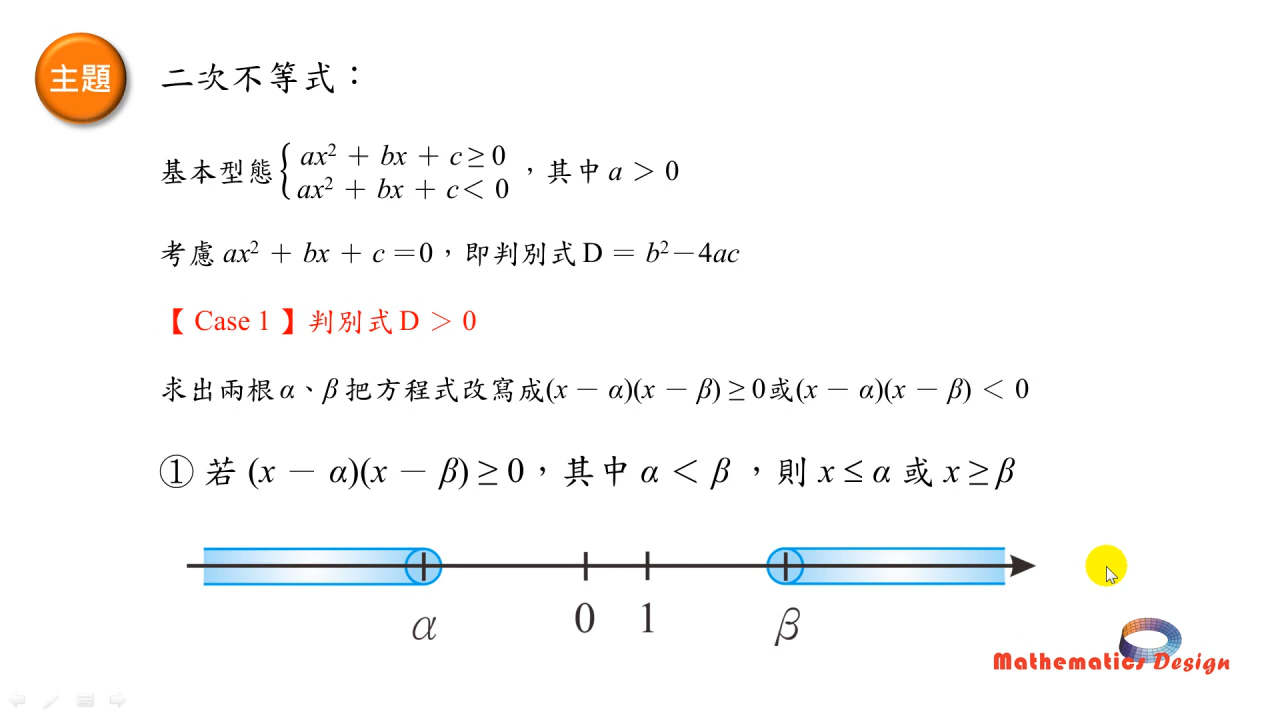 主題
二次不等式：
基本型態{ax² + bx + c ≥ 0
ax² + bx + c < 0，其中 a > 0
考慮 ax² + bx + c =0，即判別式 D = b²－4ac
【 Case 1 】判別式 D > 0
求出兩根 α、β 把方程式改寫成(x － α)(x － β) ≥ 0或(x － α)(x － β) < 0
① 若 (x － α)(x － β) ≥ 0，其中 α < β ，則 x ≤ α 或 x ≥ β
α 0 1 β
Mathematics Design